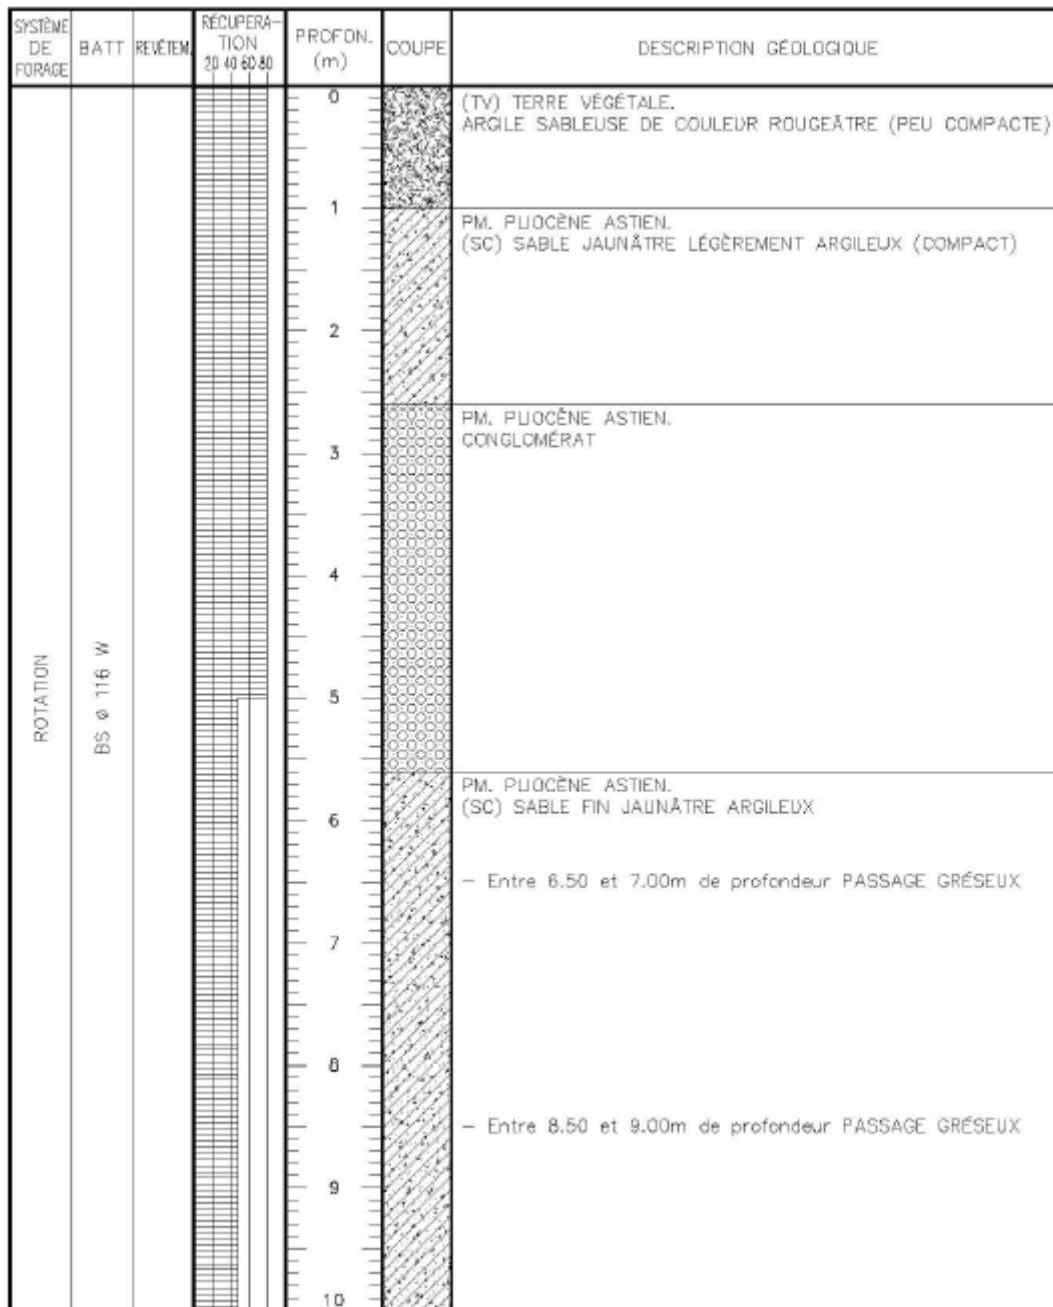 SYSTÈME
DE
FORAGE
BATT
REVÊTEM.
RÉCUPERA-
TION
20 40 60 80
PROFON.
(m)
COUPE
DESCRIPTION GÉOLOGIQUE
0
(TV) TERRE VÉGÉTALE.
ARGILE SABLEUSE DE COULEUR ROUGEÂTRE (PEU COMPACTE)
1
PM. PLIOCÈNE ASTIEN.
(SC) SABLE JAUNÂTRE LÉGÈREMENT ARGILEUX (COMPACT)
2
PM. PLIOCÈNE ASTIEN.
CONGLOMÉRAT
3
4
ROTATION
BS ø 116 W
5
PM. PLIOCÈNE ASTIEN.
(SC) SABLE FIN JAUNÂTRE ARGILEUX
6
- Entre 6.50 et 7.00m de profondeur PASSAGE GRÉSEUX
7
8
- Entre 8.50 et 9.00m de profondeur PASSAGE GRÉSEUX
9
10